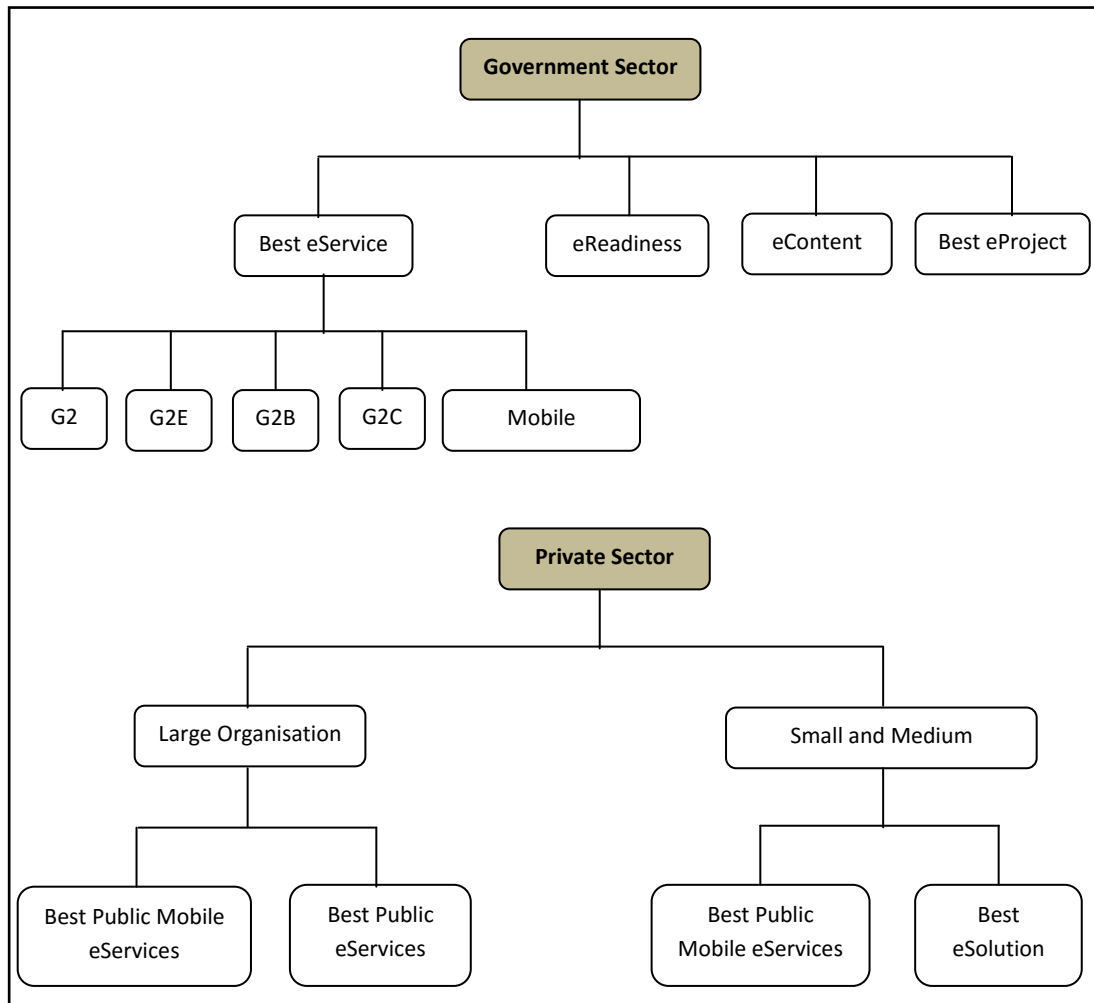 Government Sector
Best eService
eReadiness
eContent
Best eProject
G2
G2E
G2B
G2C
Mobile
Private Sector
Large Organisation
Small and Medium
Best Public Mobile
eServices
Best Public
eServices
Best Public
Mobile eServices
Best
eSolution